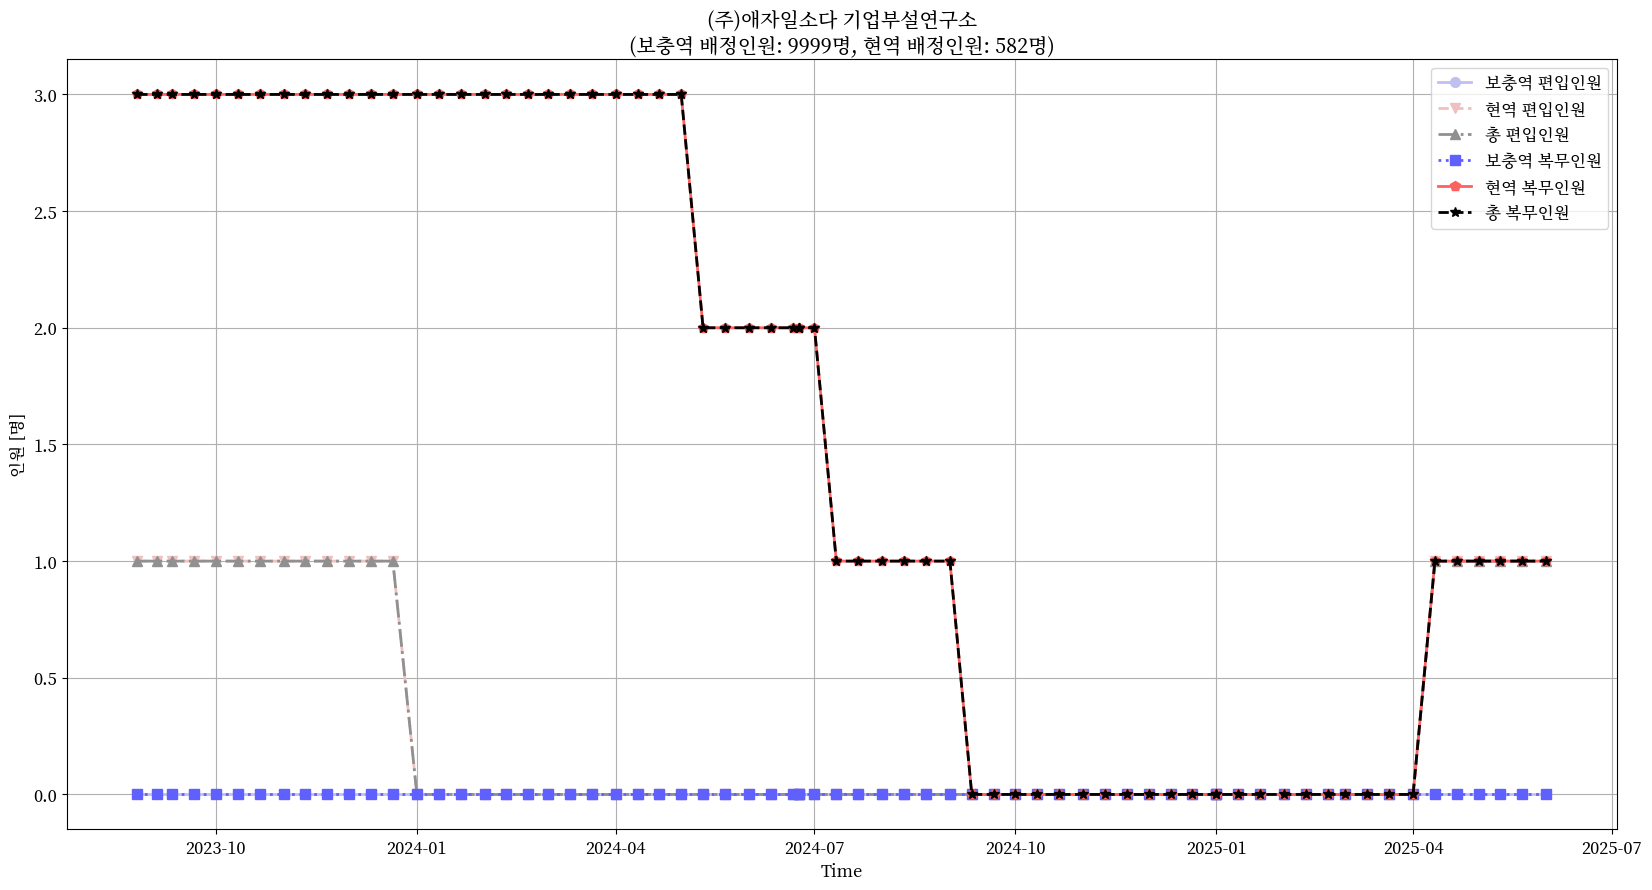 (주)애자일소다 기업부설연구소
(보충역 배정인원: 9999명, 현역 배정인원: 582명)
보충역 편입인원
현역 편입인원
총 편입인원
보충역 복무인원
현역 복무인원
총 복무인원
인원 [명]
3.0
2.5
2.0
1.5
1.0
0.5
0.0
2023-10
2024-01
2024-04
2024-07
2024-10
2025-01
2025-04
2025-07
Time